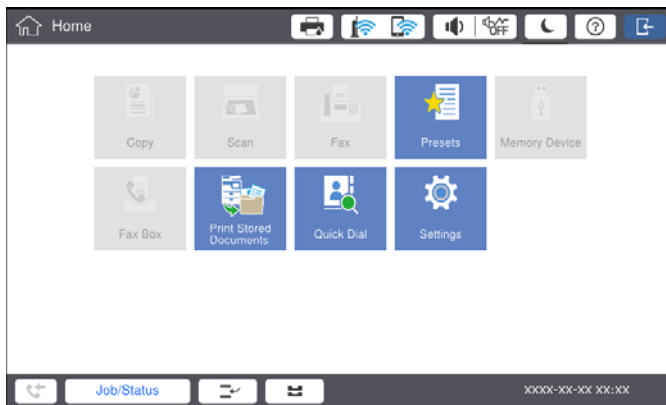 Home
OFF
Copy
Scan
Fax
Presets
Memory Device
Fax Box
Print Stored
Documents
Quick Dial
Settings
Job/Status
XXXX-XX-XX XX:XX